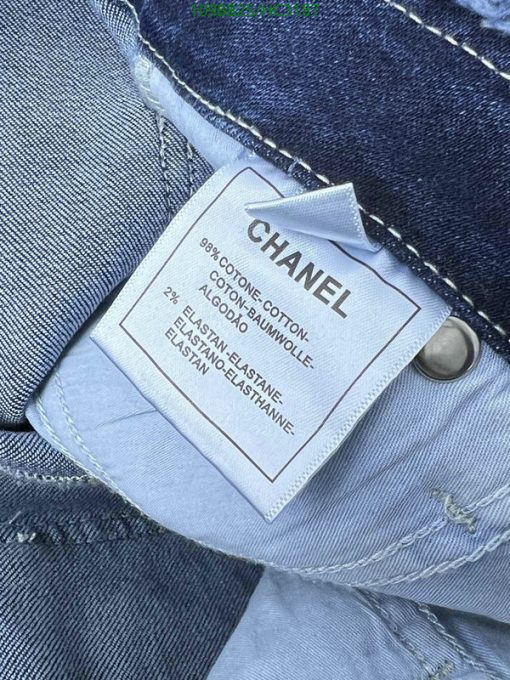 CHANEL
98% COTONE-COTTON-
COTON-BAUMWOLLE-
ALGODÃO
2% ELASTAN-ELASTANE-
ELASTANO-ELASTHANNE-
ELASTAN